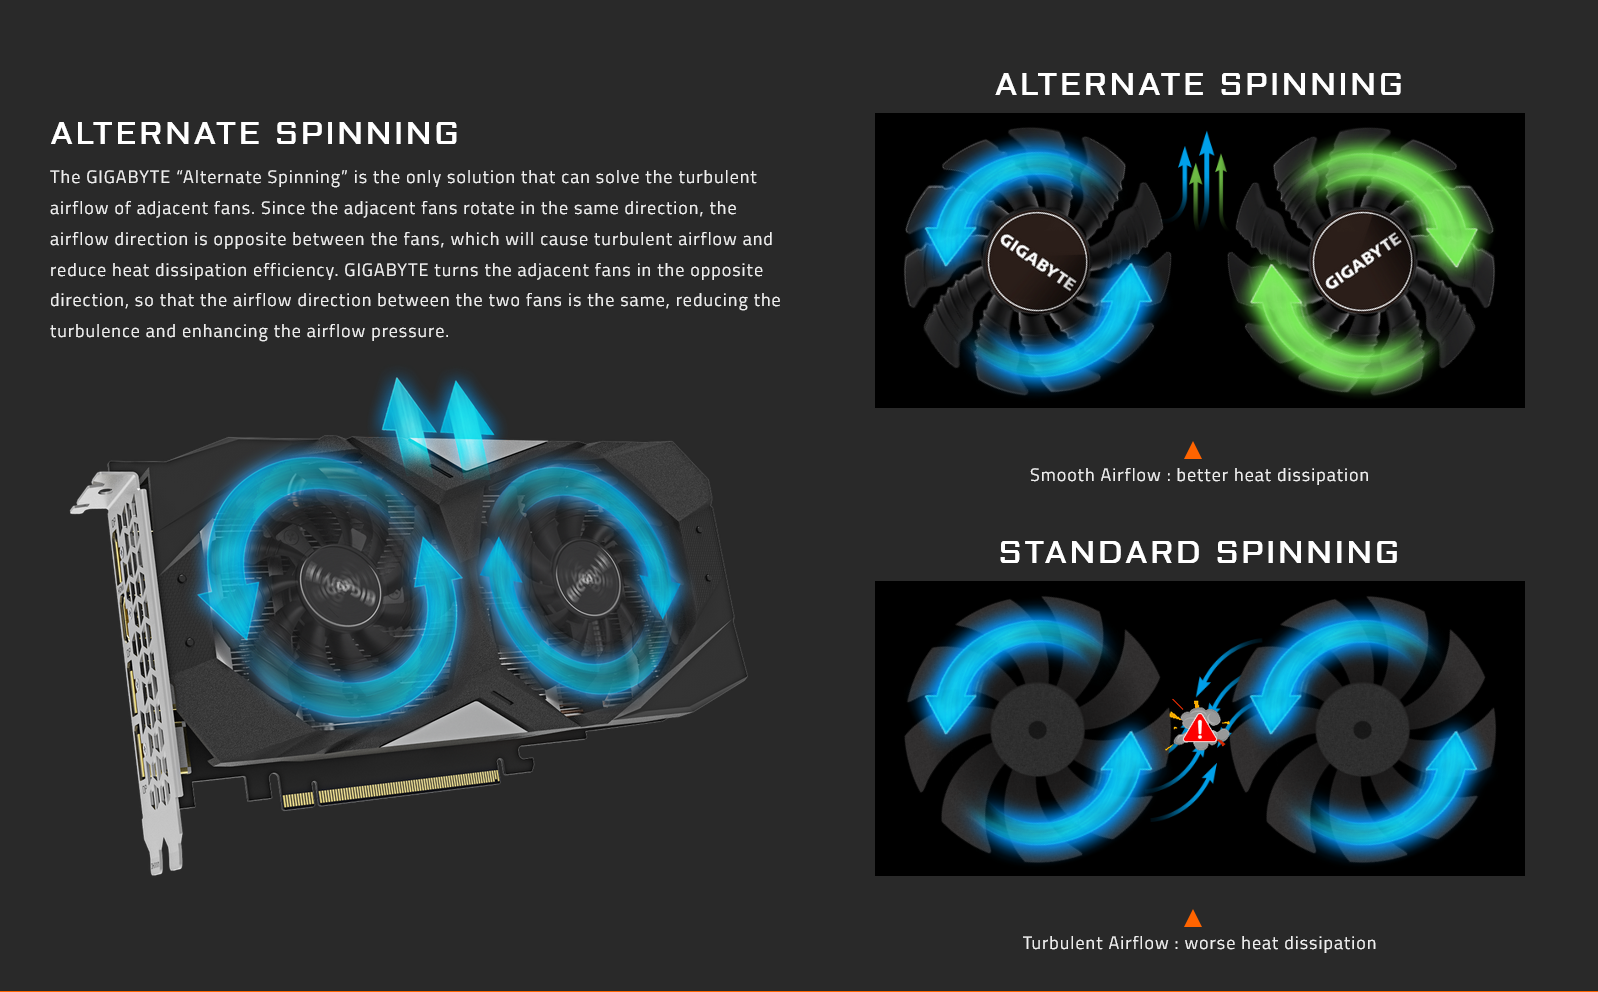 ALTERNATE SPINNING
The GIGABYTE “Alternate Spinning” is the only solution that can solve the turbulent
airflow of adjacent fans. Since the adjacent fans rotate in the same direction, the
airflow direction is opposite between the fans, which will cause turbulent airflow and
reduce heat dissipation efficiency. GIGABYTE turns the adjacent fans in the opposite
direction, so that the airflow direction between the two fans is the same, reducing the
turbulence and enhancing the airflow pressure.
ALTERNATE SPINNING
GIGABYTE
GIGABYTE
Smooth Airflow : better heat dissipation
STANDARD SPINNING
Turbulent Airflow : worse heat dissipation